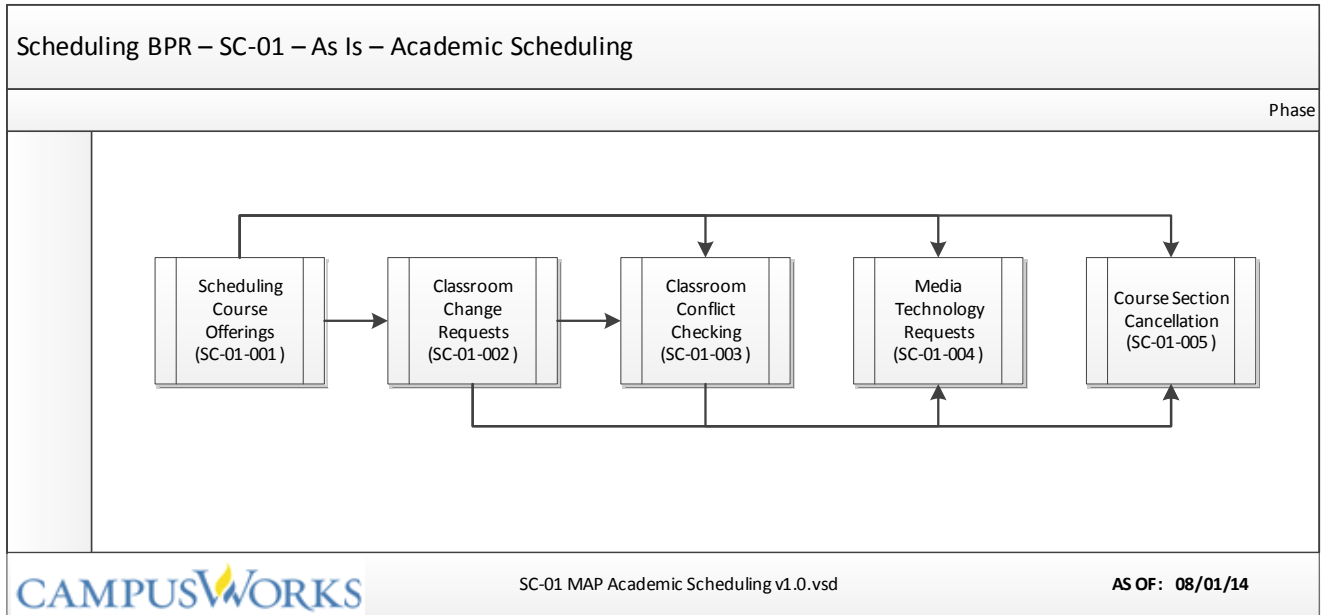 Scheduling BPR – SC-01 – As Is – Academic Scheduling
Phase
Scheduling
Course
Offerings
(SC-01-001 )
Classroom
Change
Requests
(SC-01-002 )
Classroom
Conflict
Checking
(SC-01-003 )
Media
Technology
Requests
(SC-01-004 )
Course Section
Cancellation
(SC-01-005 )
CAMPUSWORKS
SC-01 MAP Academic Scheduling v1.0.vsd
AS OF: 08/01/14